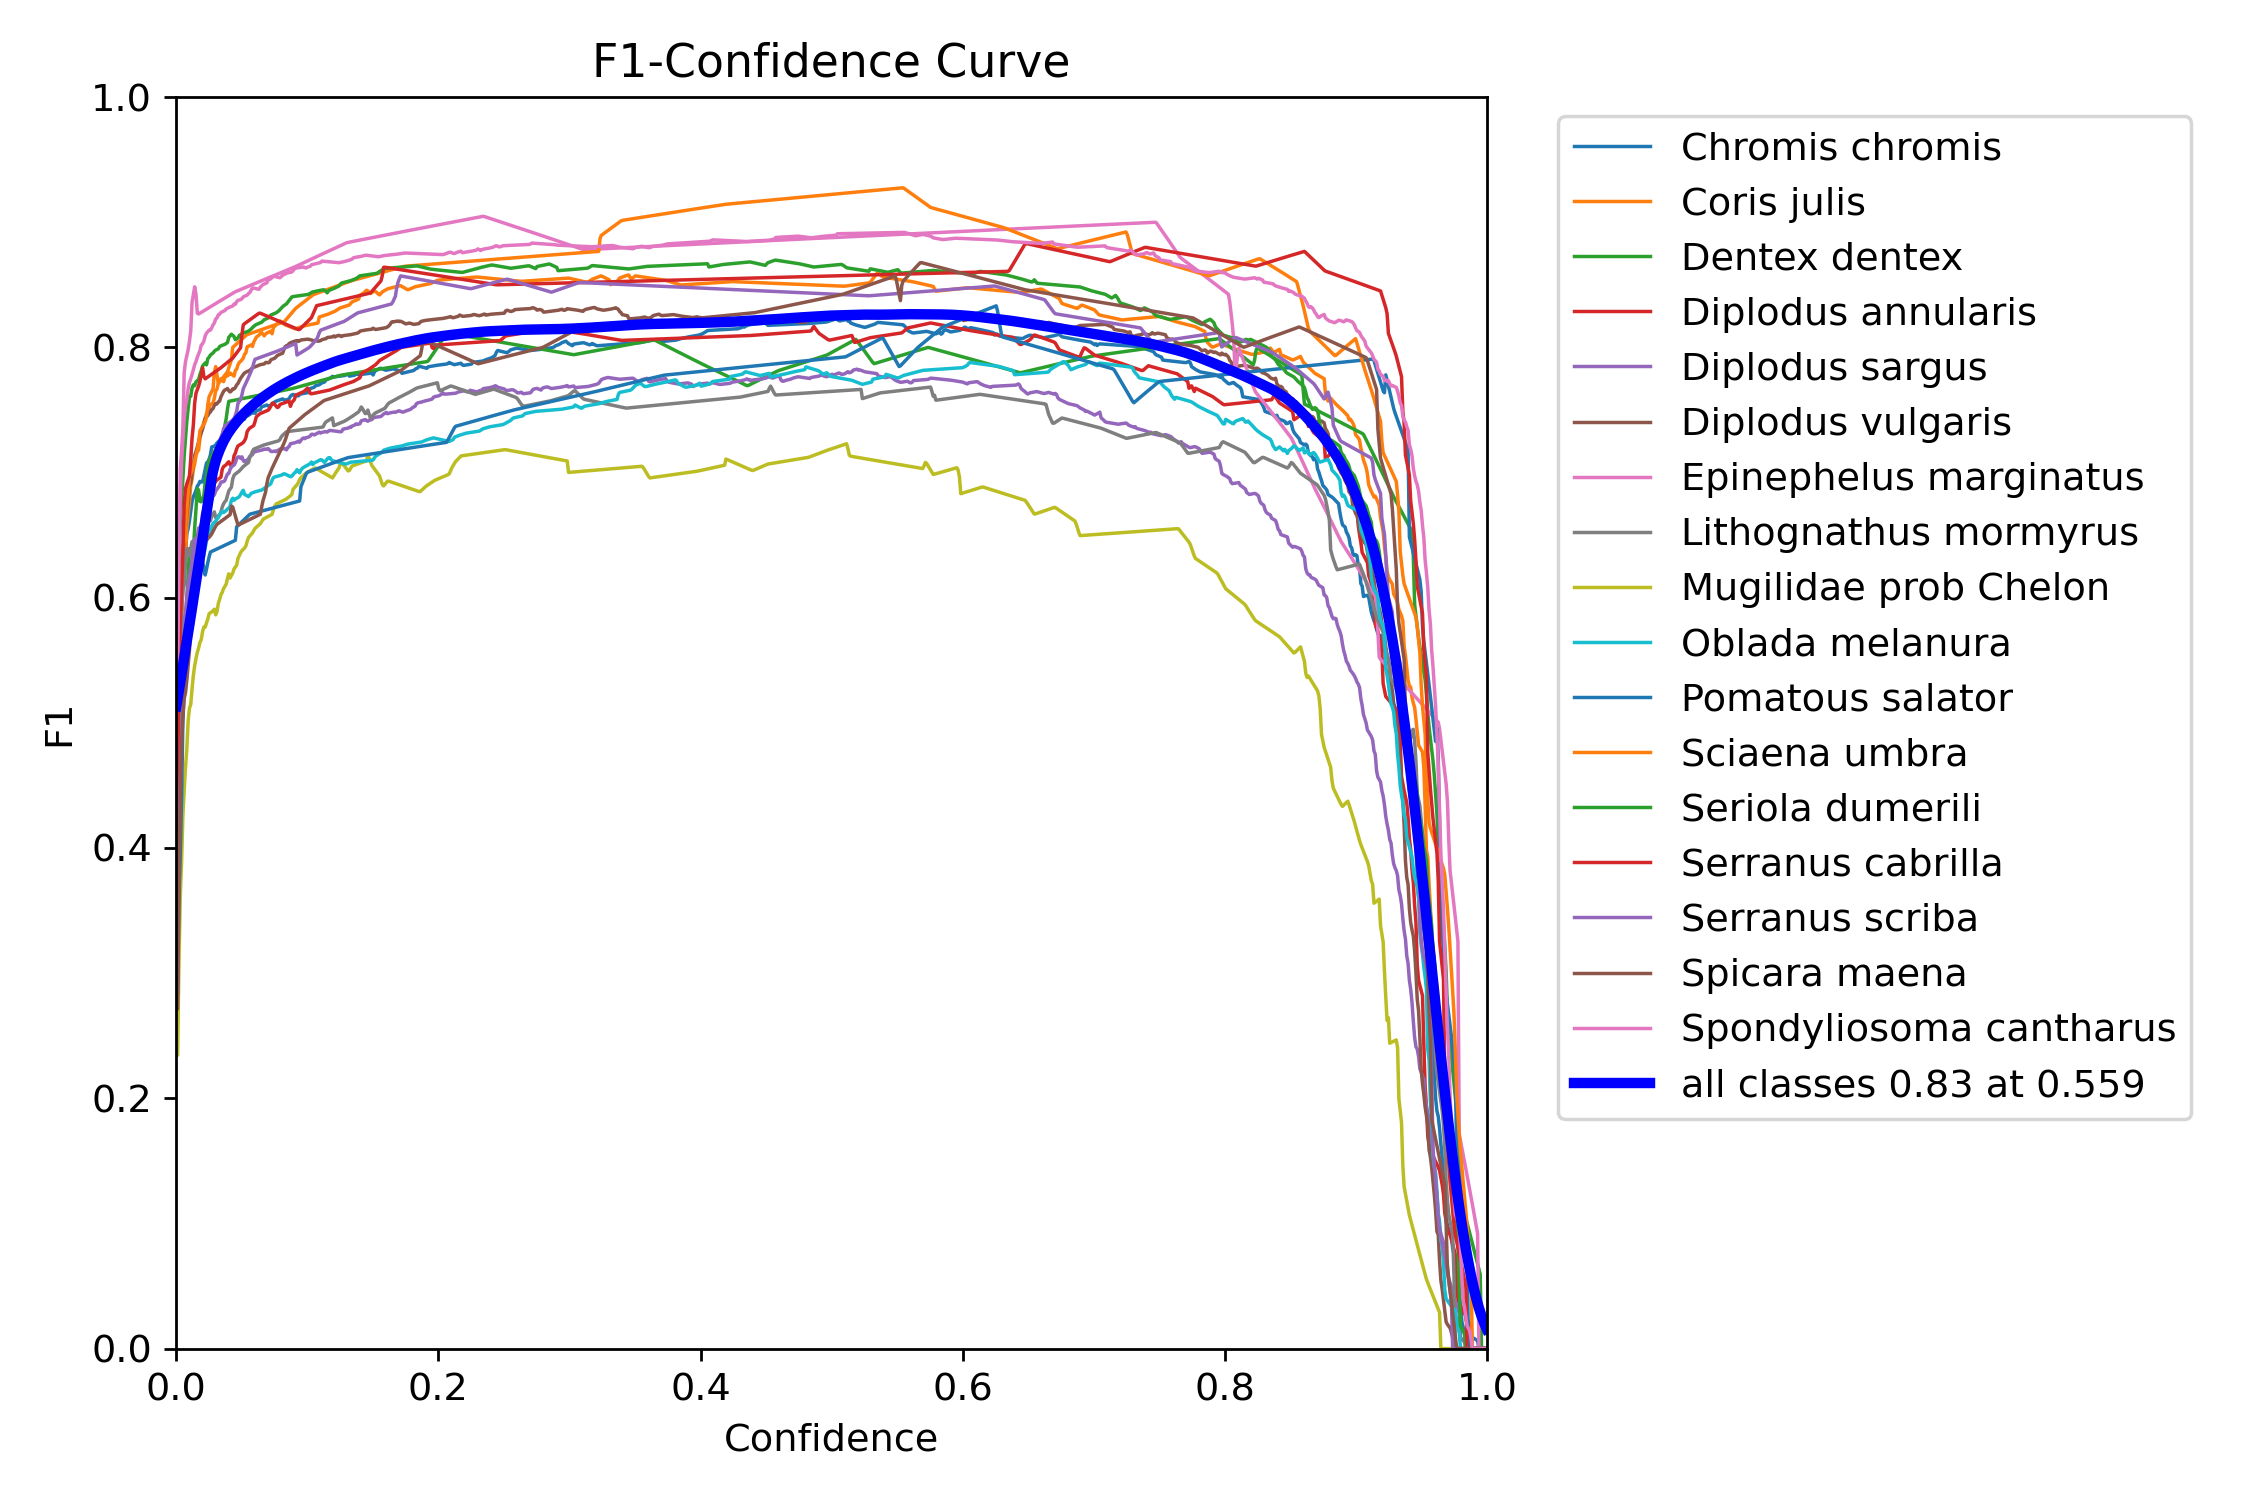 F1-Confidence Curve
1.0
0.8
0.6
0.4
0.2
0.0
F1
0.0 0.2 0.4 0.6 0.8 1.0
Confidence
Chromis chromis
Coris julis
Dentex dentex
Diplodus annularis
Diplodus sargus
Diplodus vulgaris
Epinephelus marginatus
Lithognathus mormyrus
Mugilidae prob Chelon
Oblada melanura
Pomatous salator
Sciaena umbra
Seriola dumerili
Serranus cabrilla
Serranus scriba
Spicara maena
Spondyliosoma cantharus
all classes 0.83 at 0.559